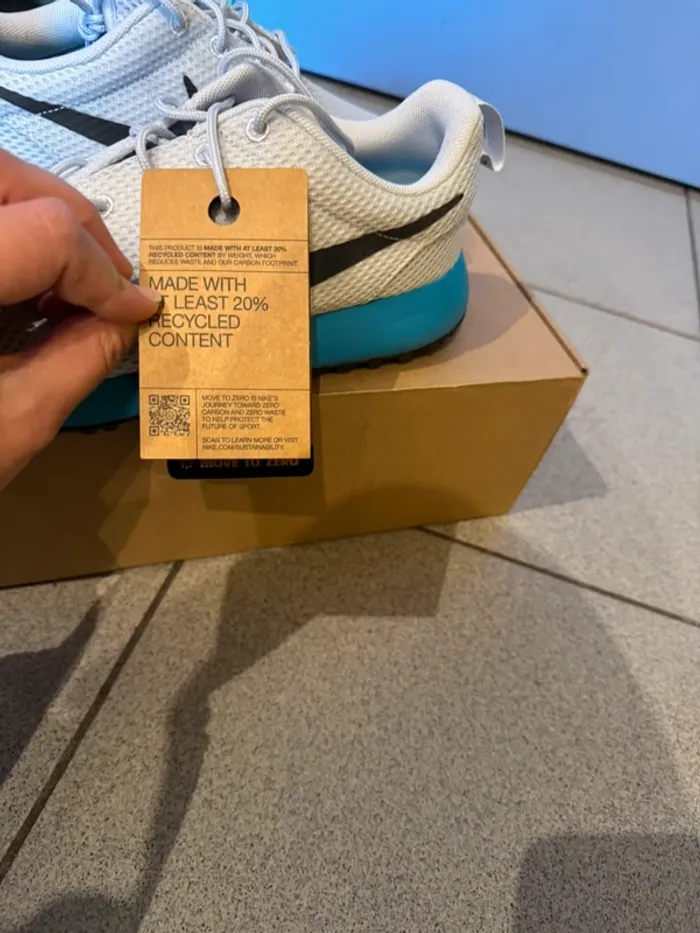 THIS PRODUCT IS MADE WITH AT LEAST 20%
RECYCLED CONTENT BY WEIGHT, WHICH
REDUCES WASTE AND OUR CARBON FOOTPRINT.
MADE WITH
AT LEAST 20%
RECYCLED
CONTENT
MOVE TO ZERO IS NIKE'S
JOURNEY TOWARD ZERO
CARBON AND ZERO WASTE
TO HELP PROTECT THE
FUTURE OF SPORT.
SCAN TO LEARN MORE OR VISIT
NIKE.COM/SUSTAINABILITY.
MOVE TO ZERO